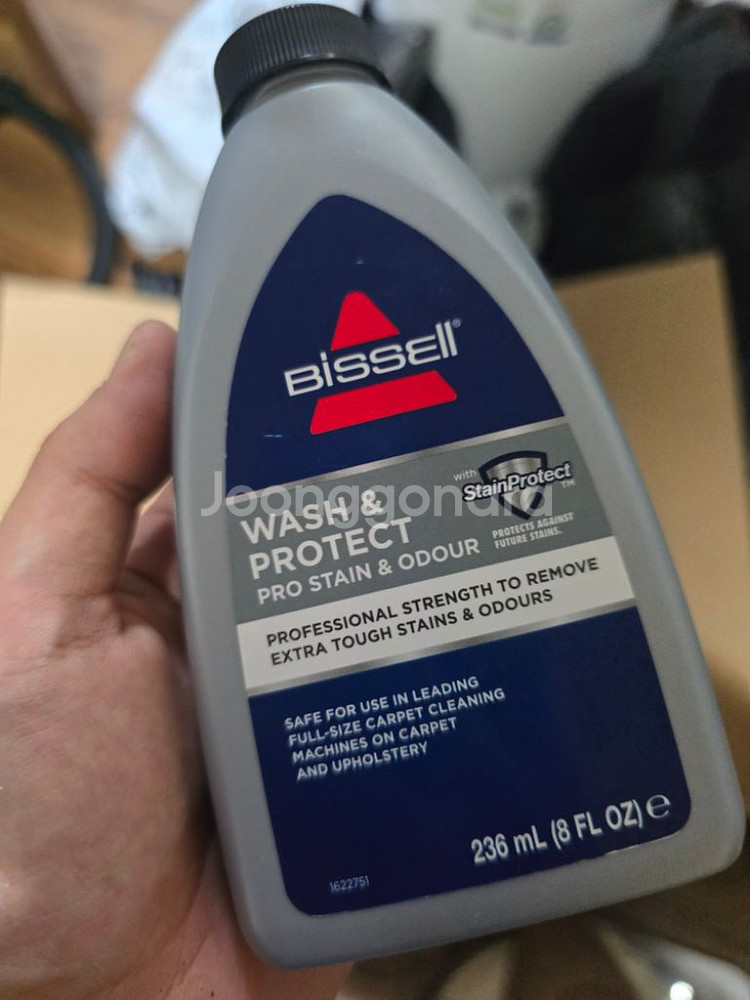 BISSELL®
with
StainProtect™
PROTECTS AGAINST
FUTURE STAINS.
WASH &
PROTECT
PRO STAIN & ODOUR
PROFESSIONAL STRENGTH TO REMOVE
EXTRA TOUGH STAINS & ODOURS
SAFE FOR USE IN LEADING
FULL-SIZE CARPET CLEANING
MACHINES ON CARPET
AND UPHOLSTERY
236 mL (8 FL OZ) e
1622751
Joonggonara